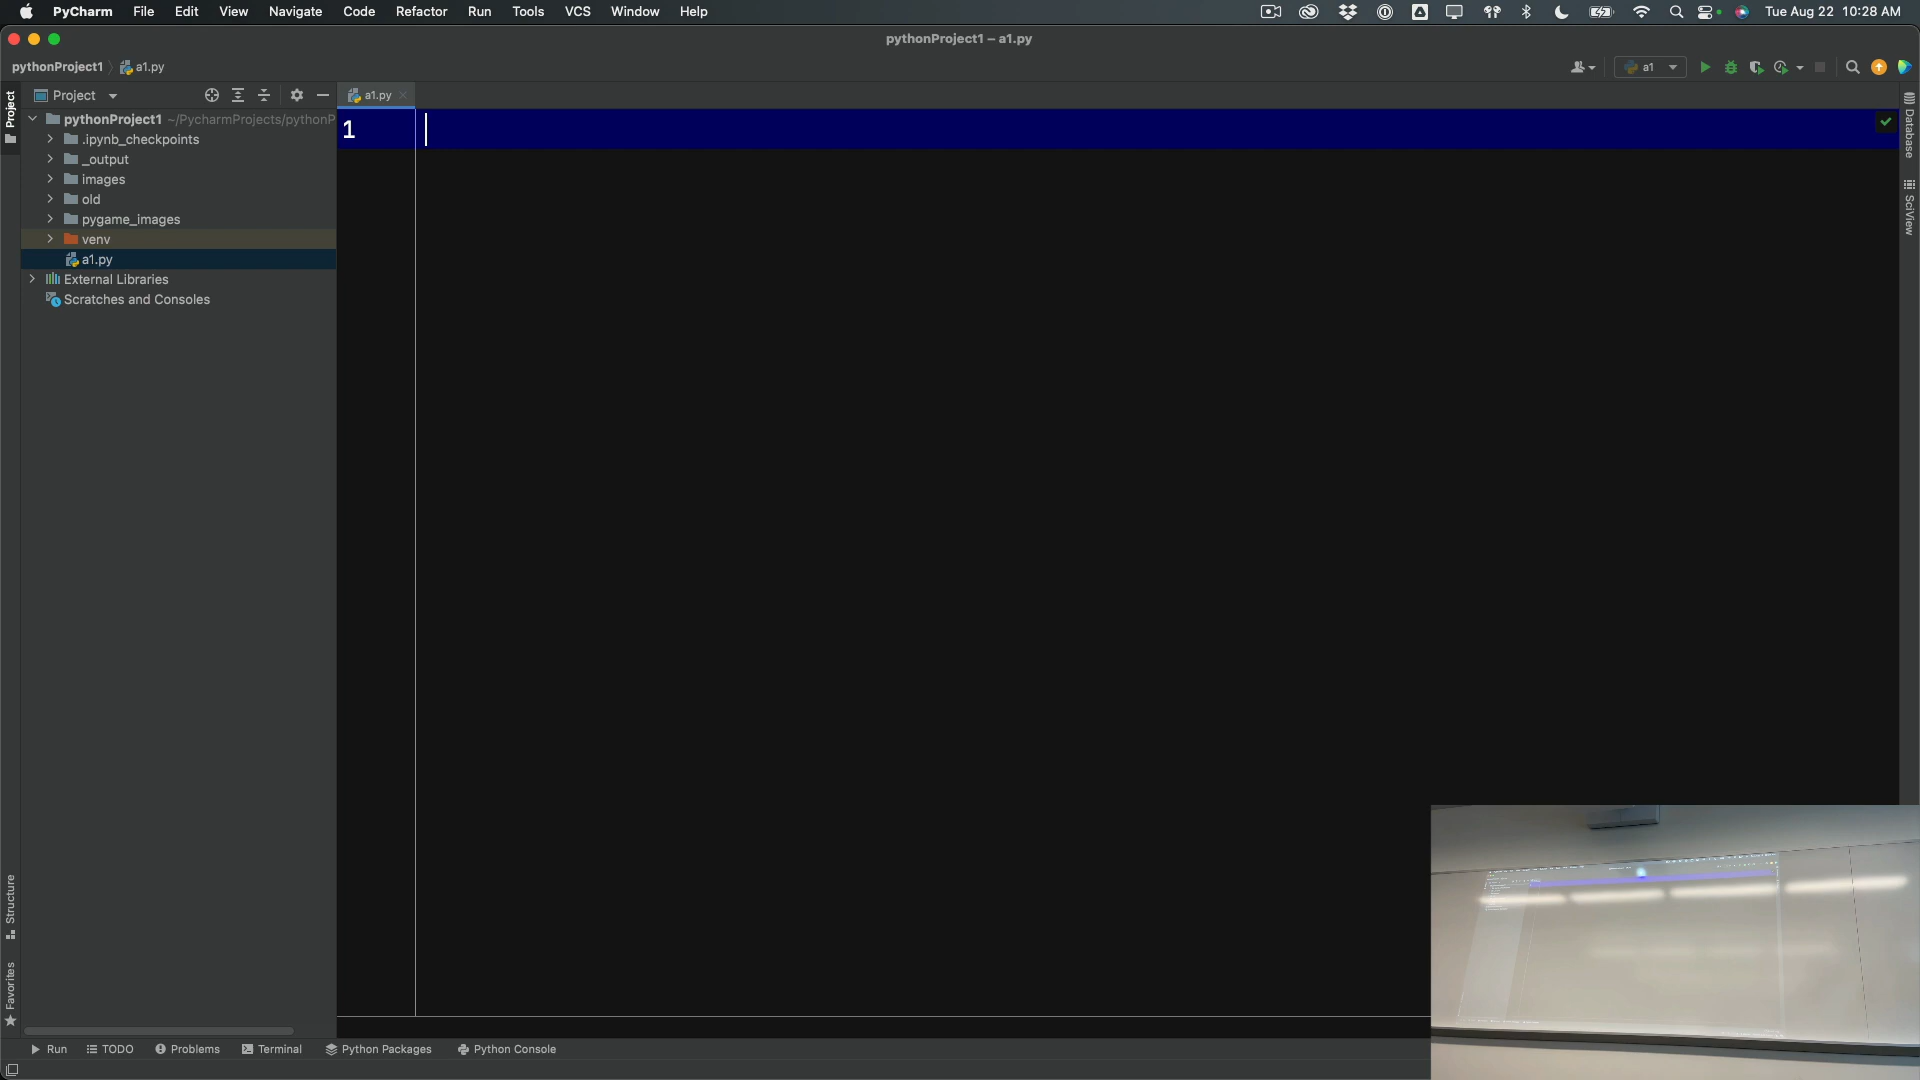 PyCharm File Edit View Navigate Code Refactor Run Tools VCS Window Help Tue Aug 22 10:28 AM
pythonProject1 – a1.py
pythonProject1 a1.py a1
Project
Project
a1.py
1
pythonProject1 ~/PycharmProjects/pythonP
.ipynb_checkpoints
_output
images
old
pygame_images
venv
a1.py
External Libraries
Scratches and Consoles
Database
SciView
Structure
Favorites
Run TODO Problems Terminal Python Packages Python Console